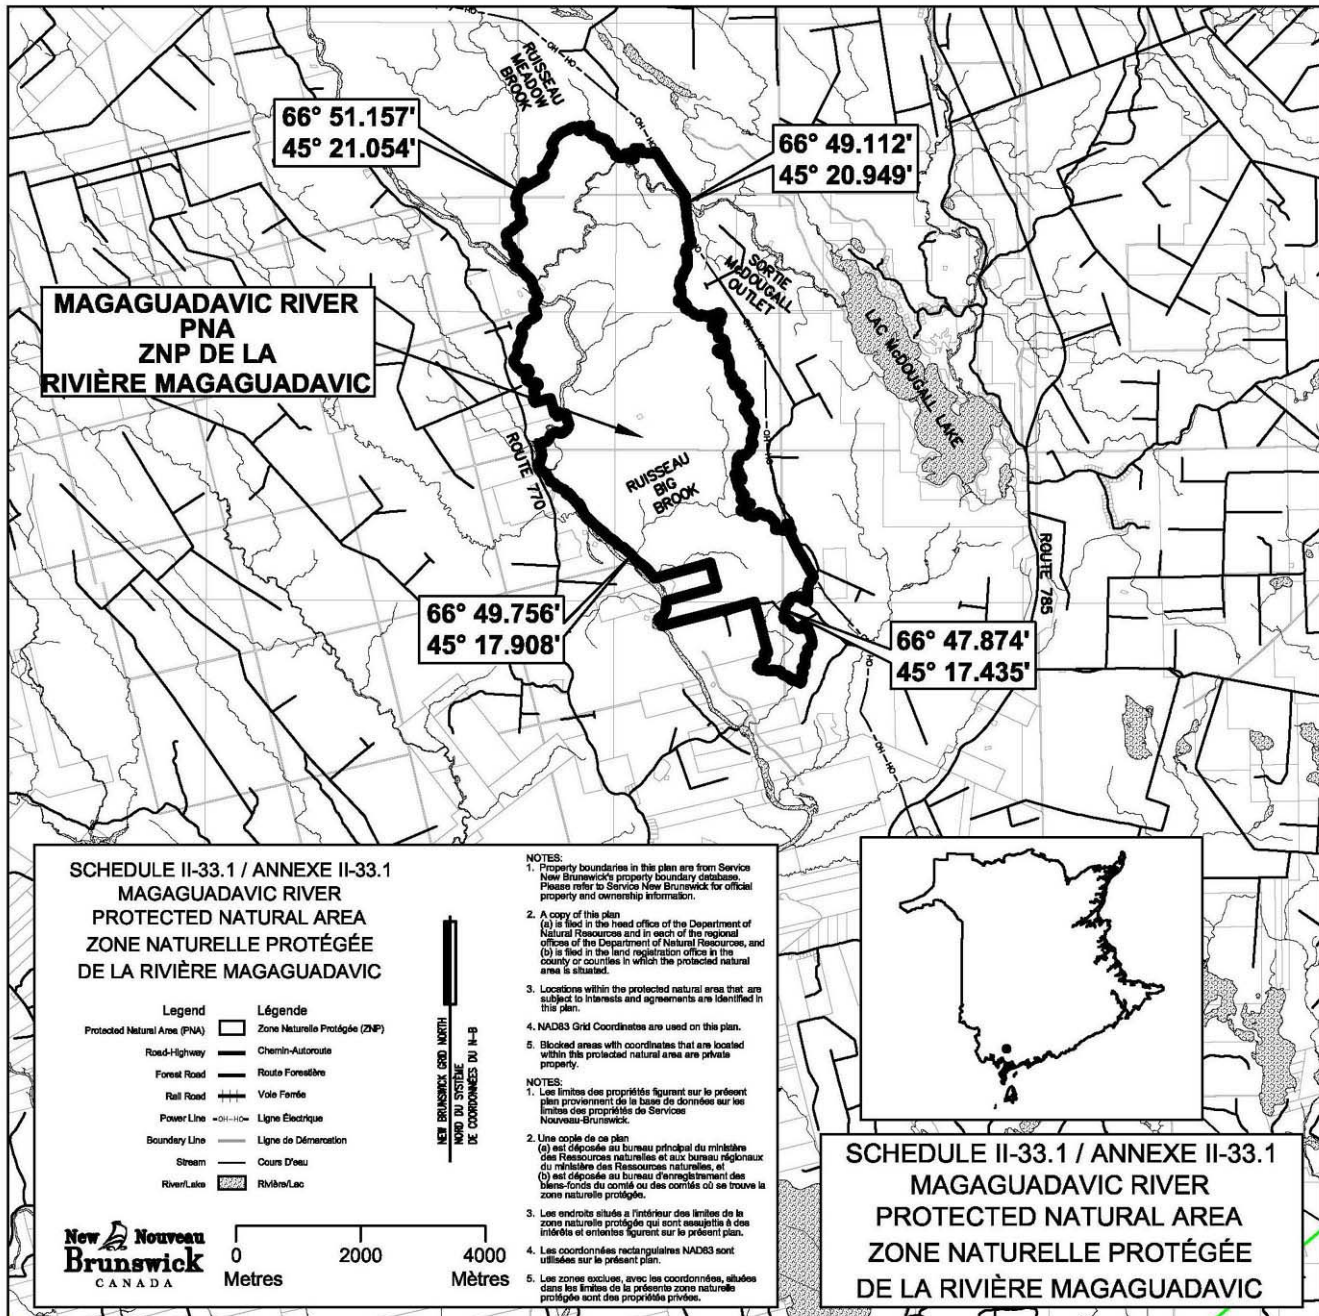 RUISSEAU
MEADOW
BROOK
OH-HO
66° 51.157'
45° 21.054'
66° 49.112'
45° 20.949'
SORTIE
McDOUGALL
OUTLET
LAC McDOUGALL LAKE
MAGAGUADAVIC RIVER
PNA
ZNP DE LA
RIVIÈRE MAGAGUADAVIC
ROUTE 770
RUISSEAU
BIG
BROOK
ROUTE 785
66° 49.756'
45° 17.908'
66° 47.874'
45° 17.435'
SCHEDULE II-33.1 / ANNEXE II-33.1
MAGAGUADAVIC RIVER
PROTECTED NATURAL AREA
ZONE NATURELLE PROTÉGÉE
DE LA RIVIÈRE MAGAGUADAVIC
Legend Légende
Protected Natural Area (PNA) Zone Naturelle Protégée (ZNP)
Road-Highway Chemin-Autoroute
Forest Road Route Forestière
Rail Road Voie Ferrée
Power Line -OH-HO- Ligne Électrique
Boundary Line Ligne de Démarcation
Stream Cours D'eau
River/Lake Rivière/Lac
NEW BRUNSWICK GRID NORTH
NORD DU SYSTÈME
DE COORDONNÉES DU N-B
New Nouveau
Brunswick
CANADA
0 2000 4000
Metres Mètres
NOTES:
1. Property boundaries in this plan are from Service
New Brunswick's property boundary database.
Please refer to Service New Brunswick for official
property and ownership information.
2. A copy of this plan
(a) is filed in the head office of the Department of
Natural Resources and in each of the regional
offices of the Department of Natural Resources, and
(b) is filed in the land registration office in the
county or counties in which the protected natural
area is situated.
3. Locations within the protected natural area that are
subject to interests and agreements are identified in
this plan.
4. NAD83 Grid Coordinates are used on this plan.
5. Blocked areas with coordinates that are located
within this protected natural area are private
property.
NOTES:
1. Les limites des propriétés figurant sur le présent
plan proviennent de la base de données sur les
limites des propriétés de Services
Nouveau-Brunswick.
2. Une copie de ce plan
(a) est déposée au bureau principal du ministère
des Ressources naturelles et aux bureau régionaux
du ministère des Ressources naturelles, et
(b) est déposée au bureau d'enregistrement des
biens-fonds du comté ou des comtés où se trouve la
zone naturelle protégée.
3. Les endroits situés a l'intérieur des limites de la
zone naturelle protégée qui sont assujettis à des
intérêts et ententes figurent sur le présent plan.
4. Les coordonnées rectangulaires NAD83 sont
utilisées sur le présent plan.
5. Les zones exclues, avec les coordonnées, situées
dans les limites de la présente zone naturelle
protégée sont des propriétés privées.
SCHEDULE II-33.1 / ANNEXE II-33.1
MAGAGUADAVIC RIVER
PROTECTED NATURAL AREA
ZONE NATURELLE PROTÉGÉE
DE LA RIVIÈRE MAGAGUADAVIC